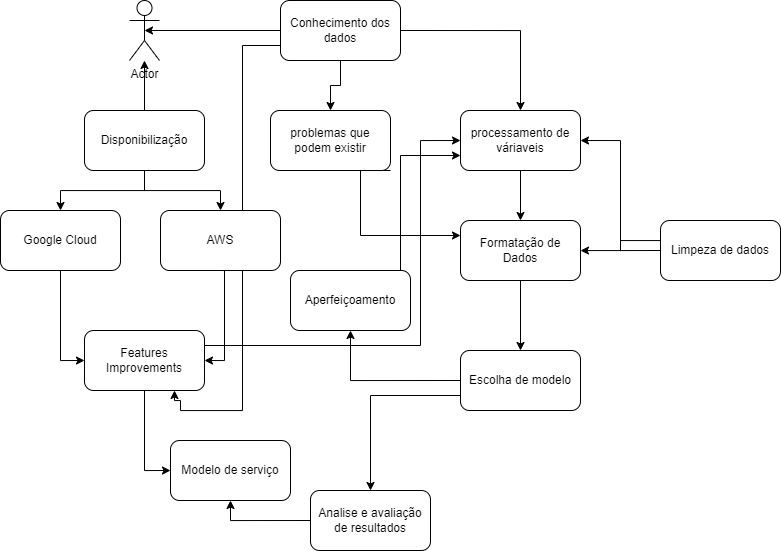 Conhecimento dos
dados
Actor
Disponibilização
problemas que
podem existir
processamento de
váriaveis
Google Cloud
AWS
Formatação de
Dados
Limpeza de dados
Aperfeiçoamento
Features
Improvements
Escolha de modelo
Modelo de serviço
Analise e avaliação
de resultados